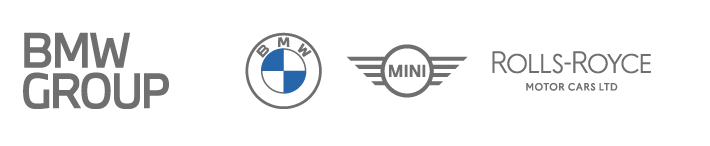 BMW
GROUP
BMW
MINI
ROLLS-ROYCE
MOTOR CARS LTD